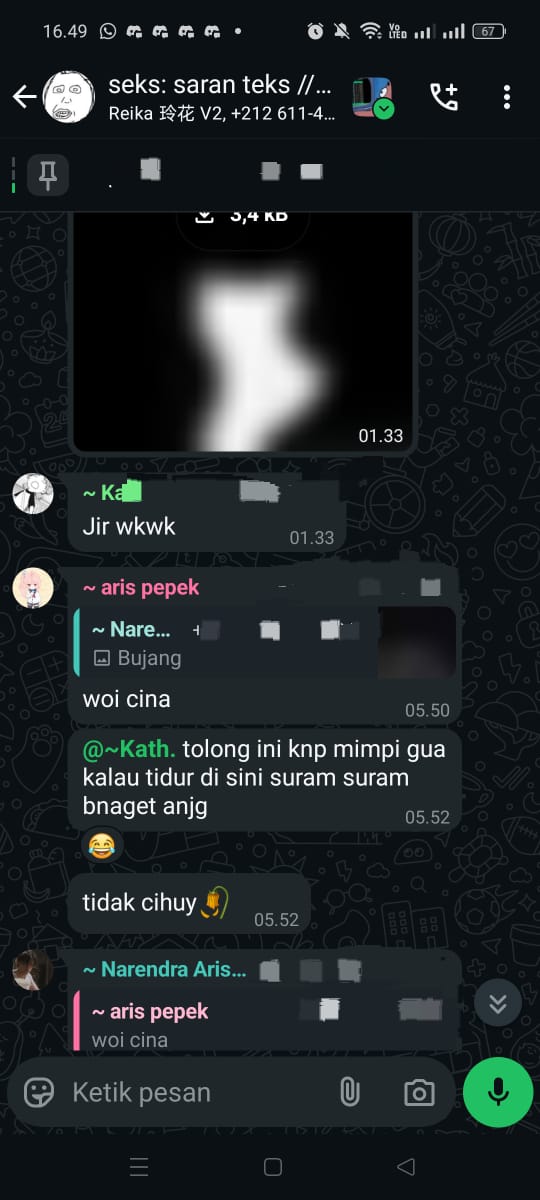 16.49
Vo
LTED
67
seks: saran teks //...
Reika 玲花 V2, +212 611-4...
3,4 KB
01.33
~ Ka
Jir wkwk
01.33
~ aris pepek
~ Nare... +
Bujang
woi cina
05.50
@~Kath. tolong ini knp mimpi gua
kalau tidur di sini suram suram
bnaget anjg
05.52
😂
tidak cihuy
05.52
~ Narendra Aris...
~ aris pepek
woi cina
Ketik pesan